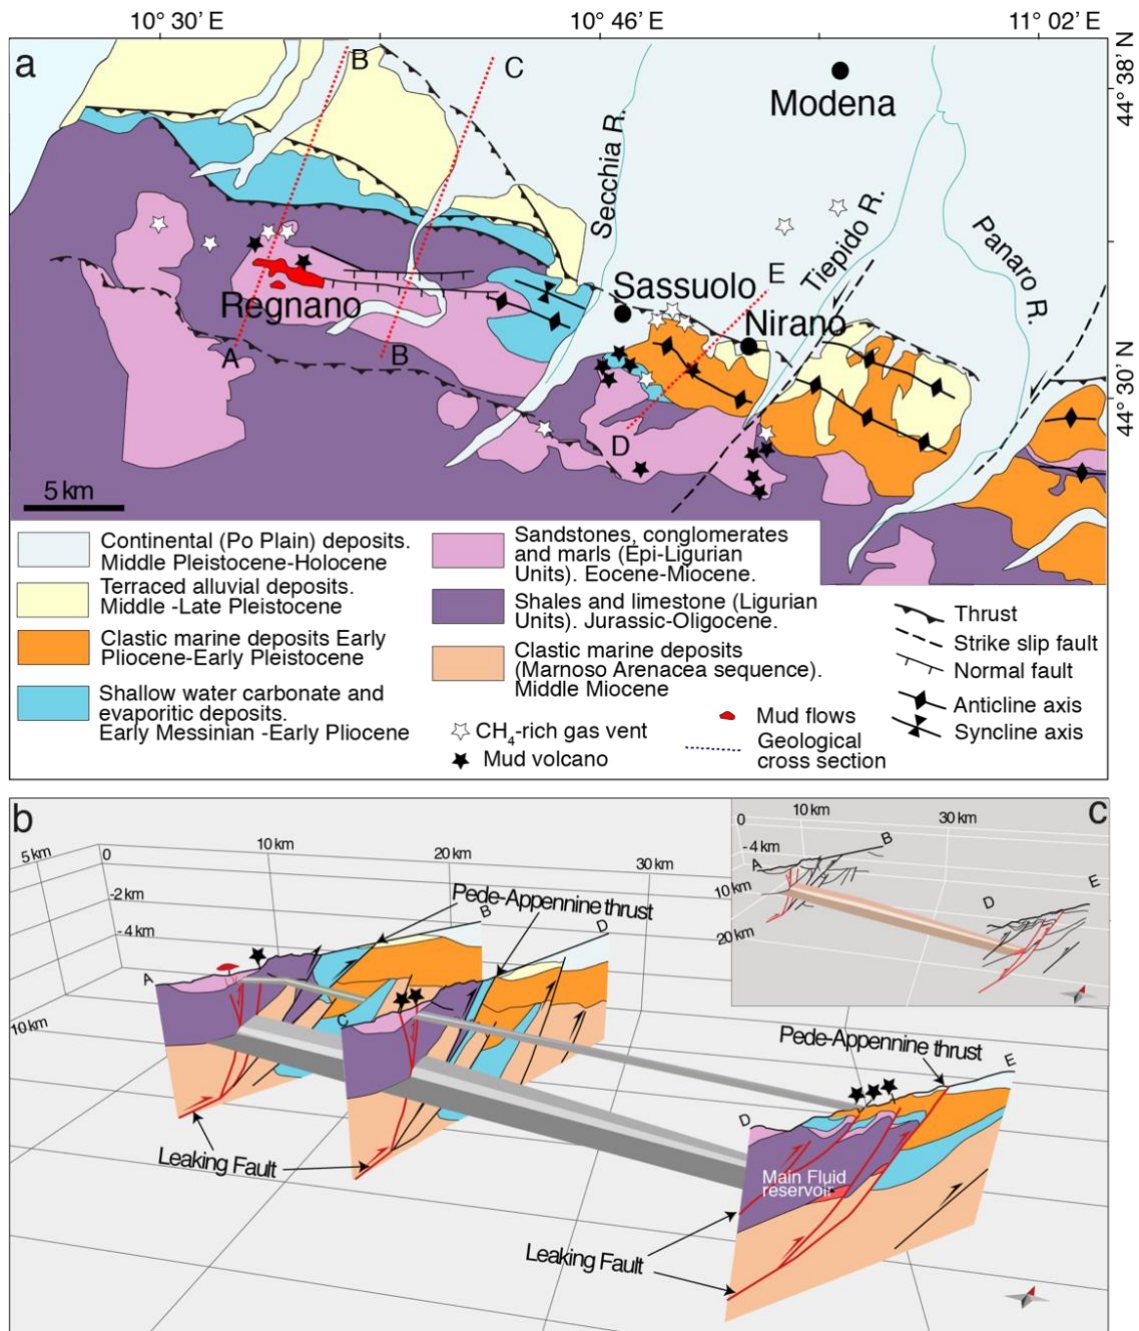 10° 30' E
10° 46' E
11° 02' E
a
B
C
Modena
44° 38' N
Secchia R.
Tiepido R.
Panaro R.
Sassuolo
E
Nirano
Regnano
A
B
D
44° 30' N
5 km
Continental (Po Plain) deposits.
Middle Pleistocene-Holocene
Terraced alluvial deposits.
Middle -Late Pleistocene
Clastic marine deposits Early
Pliocene-Early Pleistocene
Shallow water carbonate and
evaporitic deposits.
Early Messinian -Early Pliocene
Sandstones, conglomerates
and marls (Epi-Ligurian
Units). Eocene-Miocene.
Shales and limestone (Ligurian
Units). Jurassic-Oligocene.
Clastic marine deposits
(Marnoso Arenacea sequence).
Middle Miocene
CH4-rich gas vent
Mud volcano
Mud flows
Geological
cross section
Thrust
Strike slip fault
Normal fault
Anticline axis
Syncline axis
b
5 km
0
10 km
20 km
30 km
-2 km
- 4 km
10 km
Pede-Appennine thrust
A
B
C
D
Leaking Fault
Pede-Appennine thrust
D
E
Main Fluid
reservoir
Leaking Fault
c
0
10 km
30 km
- 4 km
10 km
20 km
A
B
D
E